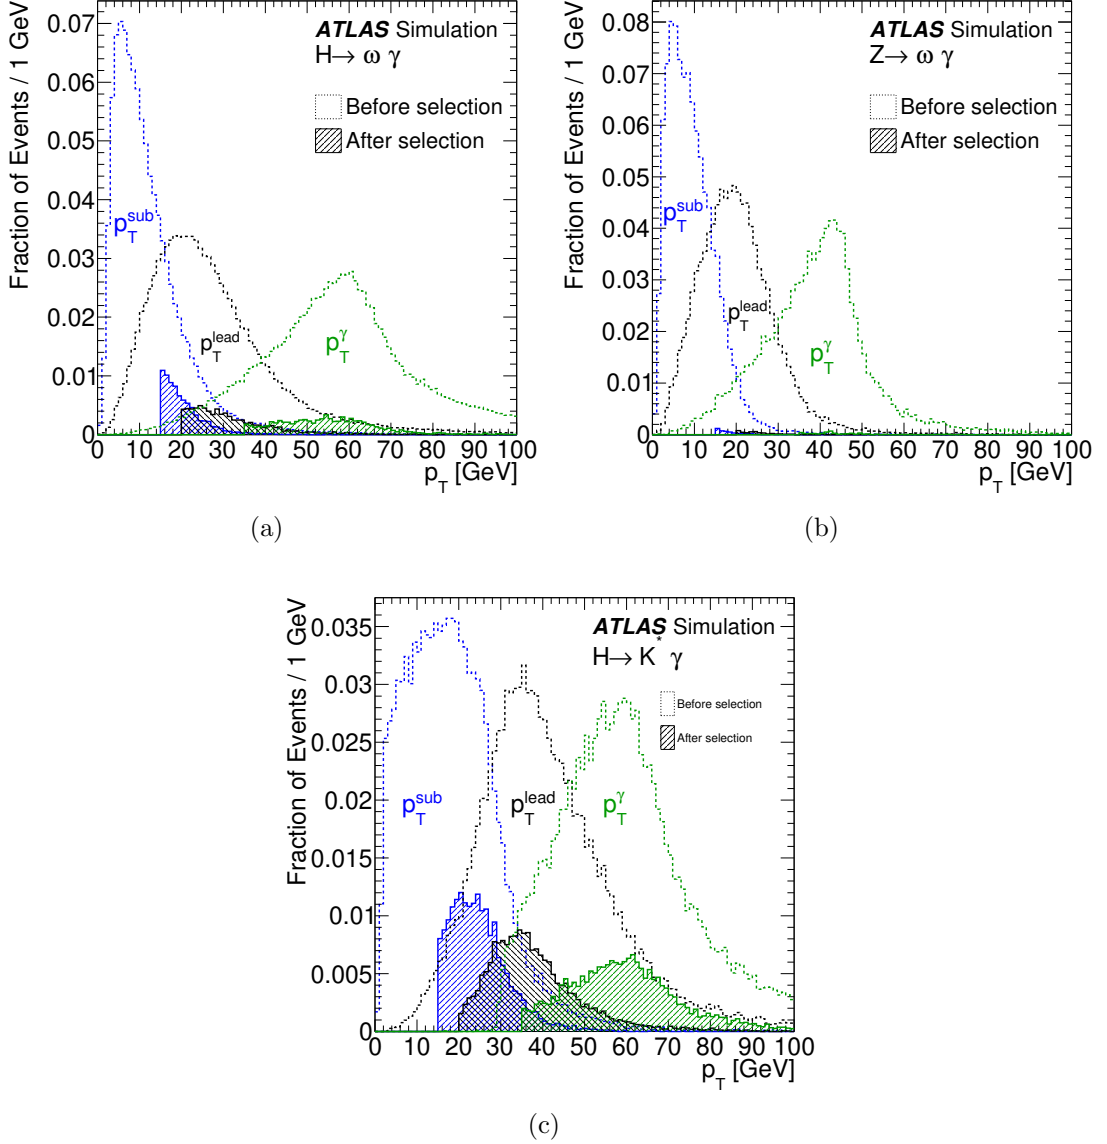 ATLAS Simulation
H→ ω γ
Before selection
After selection
p_T^sub
p_T^lead
p_T^γ
Fraction of Events / 1 GeV
0.07
0.06
0.05
0.04
0.03
0.02
0.01
0
0 10 20 30 40 50 60 70 80 90 100
p_T [GeV]
(a)
ATLAS Simulation
Z→ ω γ
Before selection
After selection
p_T^sub
p_T^lead
p_T^γ
Fraction of Events / 1 GeV
0.08
0.07
0.06
0.05
0.04
0.03
0.02
0.01
0
0 10 20 30 40 50 60 70 80 90 100
p_T [GeV]
(b)
ATLAS Simulation
H→ K* γ
Before selection
After selection
p_T^sub
p_T^lead
p_T^γ
Fraction of Events / 1 GeV
0.035
0.03
0.025
0.02
0.015
0.01
0.005
0
0 10 20 30 40 50 60 70 80 90 100
p_T [GeV]
(c)